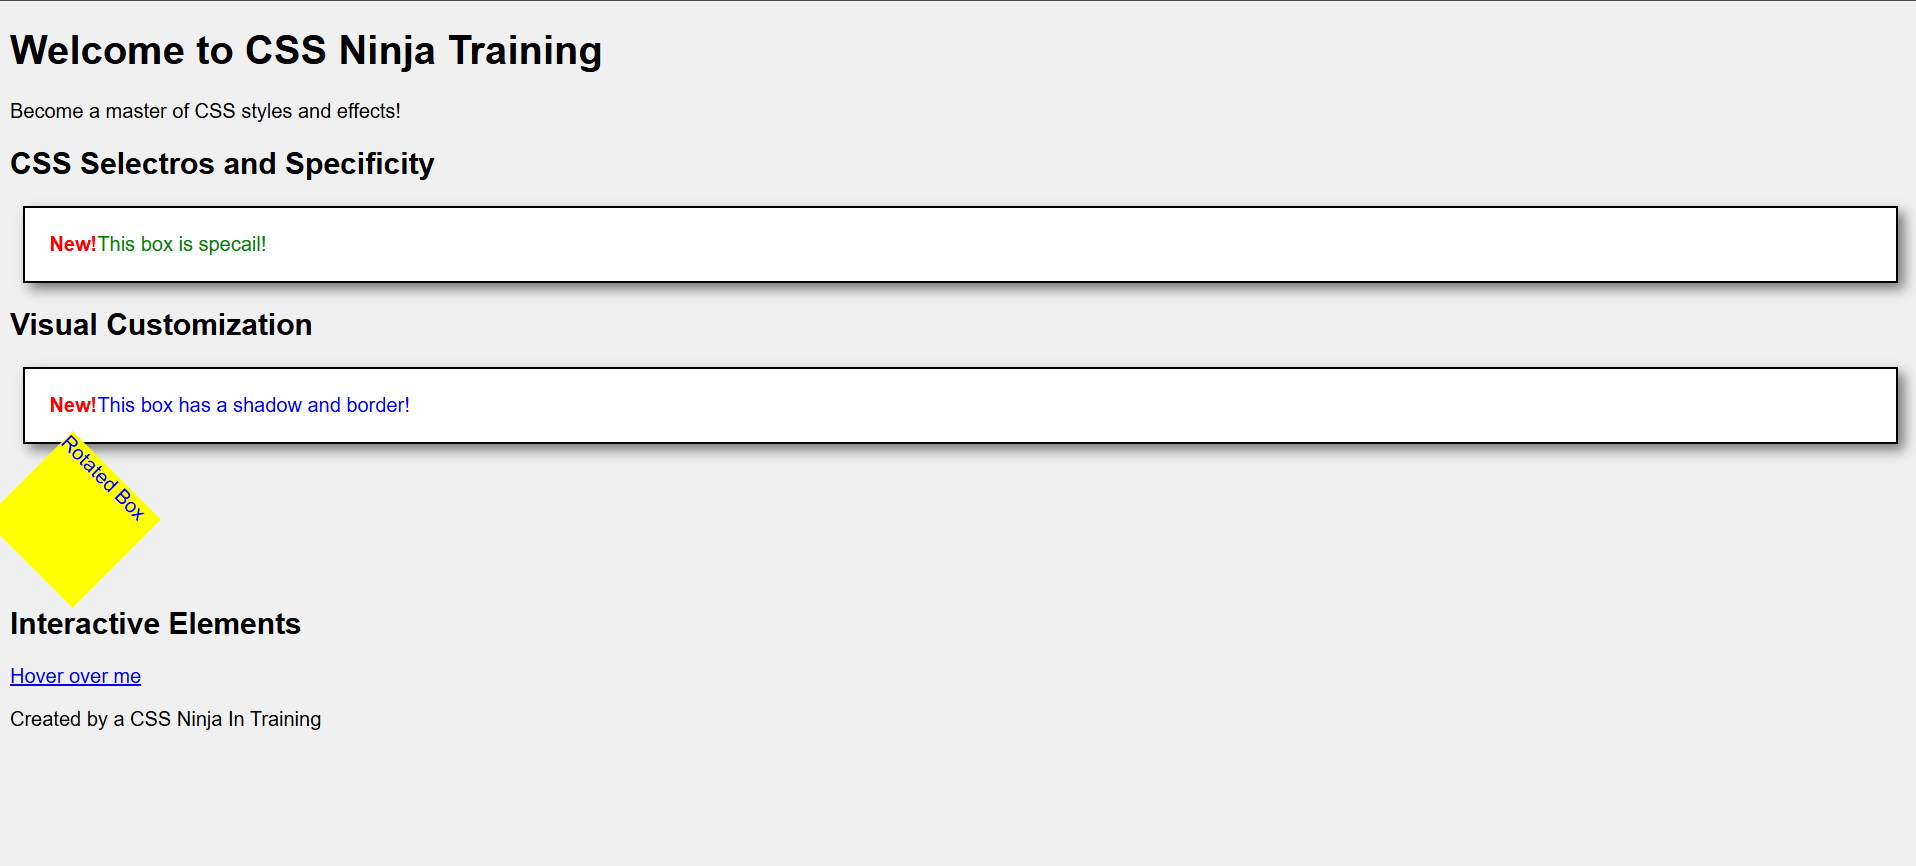 Welcome to CSS Ninja Training
Become a master of CSS styles and effects!
CSS Selectros and Specificity
New!This box is specail!
Visual Customization
New!This box has a shadow and border!
Rotated Box
Interactive Elements
Hover over me
Created by a CSS Ninja In Training